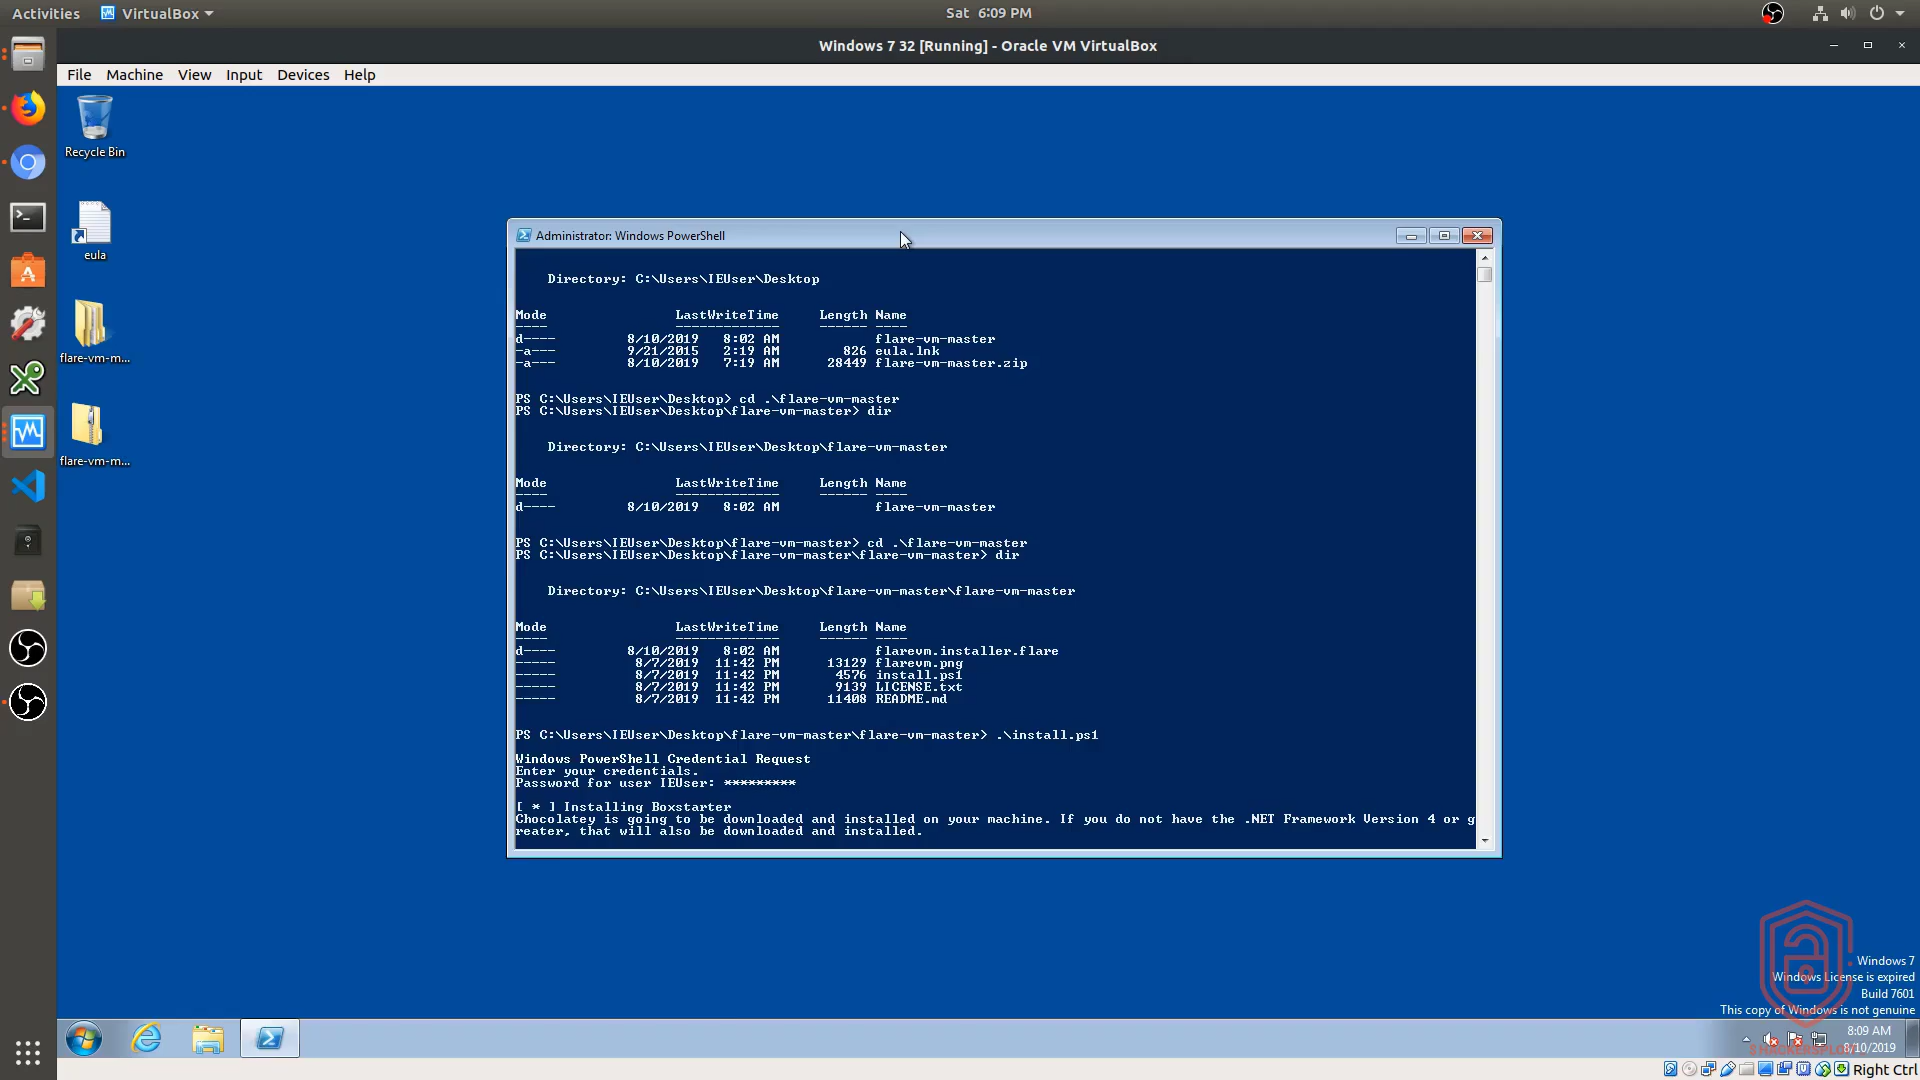 Activities VirtualBox Sat 6:09 PM
Windows 7 32 [Running] - Oracle VM VirtualBox
File Machine View Input Devices Help
Recycle Bin
eula
flare-vm-m...
flare-vm-m...
Administrator: Windows PowerShell
Directory: C:\Users\IEUser\Desktop
Mode LastWriteTime Length Name
---- ------------- ------ ----
d---- 8/10/2019 8:02 AM flare-vm-master
-a--- 9/21/2015 2:19 AM 826 eula.lnk
-a--- 8/10/2019 7:19 AM 28449 flare-vm-master.zip
PS C:\Users\IEUser\Desktop> cd .\flare-vm-master
PS C:\Users\IEUser\Desktop\flare-vm-master> dir
Directory: C:\Users\IEUser\Desktop\flare-vm-master
Mode LastWriteTime Length Name
---- ------------- ------ ----
d---- 8/10/2019 8:02 AM flare-vm-master
PS C:\Users\IEUser\Desktop\flare-vm-master> cd .\flare-vm-master
PS C:\Users\IEUser\Desktop\flare-vm-master\flare-vm-master> dir
Directory: C:\Users\IEUser\Desktop\flare-vm-master\flare-vm-master
Mode LastWriteTime Length Name
---- ------------- ------ ----
d---- 8/10/2019 8:02 AM flarevm.installer.flare
----- 8/7/2019 11:42 PM 13129 flarevm.png
----- 8/7/2019 11:42 PM 4576 install.ps1
----- 8/7/2019 11:42 PM 9139 LICENSE.txt
----- 8/7/2019 11:42 PM 11408 README.md
PS C:\Users\IEUser\Desktop\flare-vm-master\flare-vm-master> .\install.ps1
Windows PowerShell Credential Request
Enter your credentials.
Password for user IEUser: *********
[ * ] Installing Boxstarter
Chocolatey is going to be downloaded and installed on your machine. If you do not have the .NET Framework Version 4 or g
reater, that will also be downloaded and installed.
Windows 7
Windows License is expired
Build 7601
This copy of Windows is not genuine
8:09 AM
8/10/2019
Right Ctrl